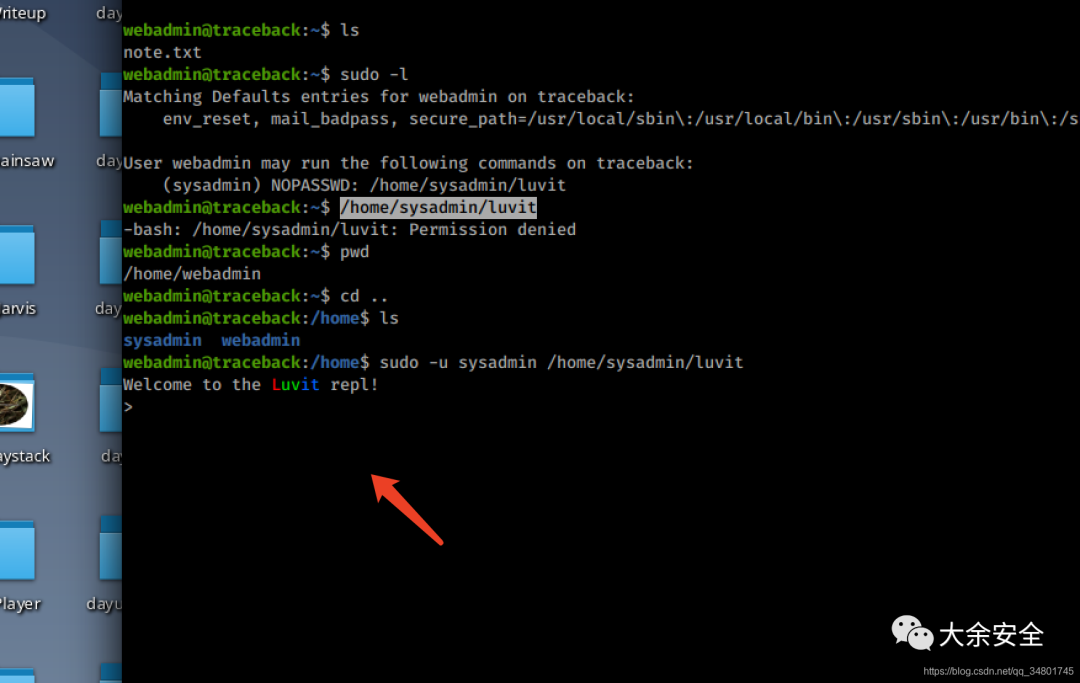 webadmin@traceback:~$ ls
note.txt
webadmin@traceback:~$ sudo -l
Matching Defaults entries for webadmin on traceback:
env_reset, mail_badpass, secure_path=/usr/local/sbin\:/usr/local/bin\:/usr/sbin\:/usr/bin\:/s
User webadmin may run the following commands on traceback:
(sysadmin) NOPASSWD: /home/sysadmin/luvit
webadmin@traceback:~$ /home/sysadmin/luvit
-bash: /home/sysadmin/luvit: Permission denied
webadmin@traceback:~$ pwd
/home/webadmin
webadmin@traceback:~$ cd ..
webadmin@traceback:/home$ ls
sysadmin webadmin
webadmin@traceback:/home$ sudo -u sysadmin /home/sysadmin/luvit
Welcome to the Luvit repl!
>
riteup
day
ainsaw
day
arvis
day
aystack
day
Player
dayu
大余安全
https://blog.csdn.net/qq_34801745